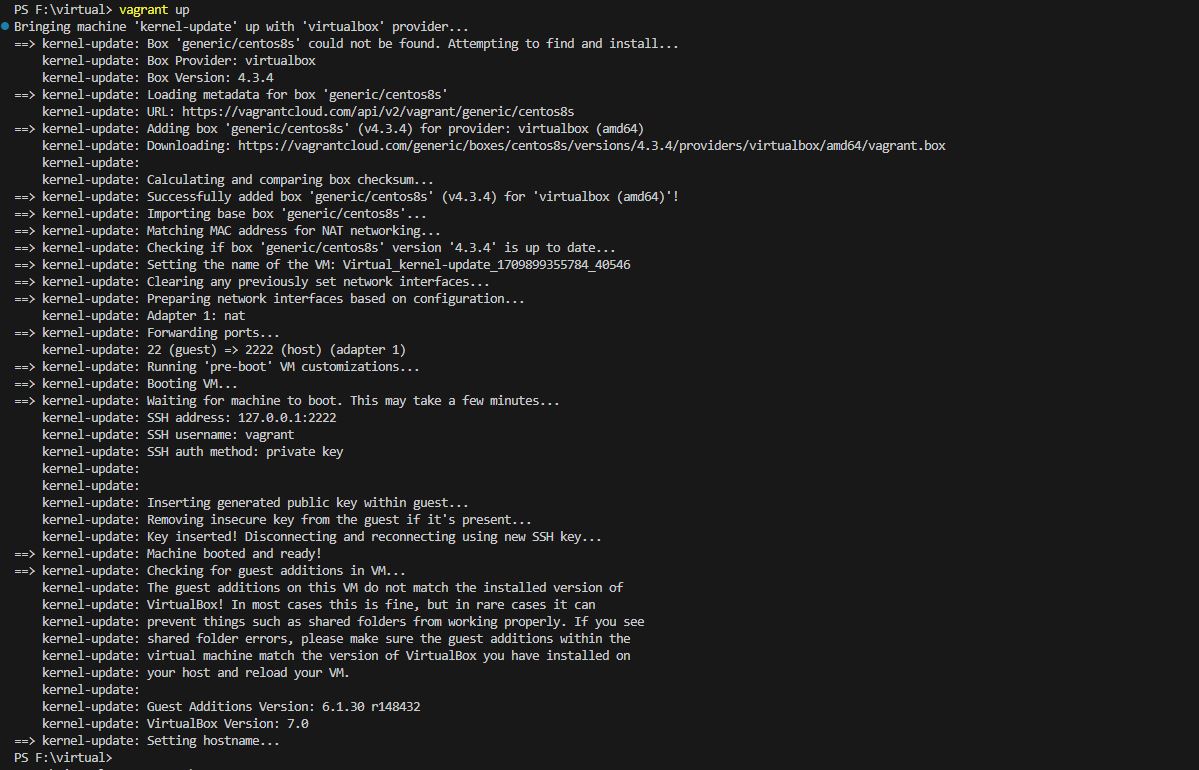 PS F:\virtual> vagrant up
Bringing machine 'kernel-update' up with 'virtualbox' provider...
==> kernel-update: Box 'generic/centos8s' could not be found. Attempting to find and install...
    kernel-update: Box Provider: virtualbox
    kernel-update: Box Version: 4.3.4
==> kernel-update: Loading metadata for box 'generic/centos8s'
    kernel-update: URL: https://vagrantcloud.com/api/v2/vagrant/generic/centos8s
==> kernel-update: Adding box 'generic/centos8s' (v4.3.4) for provider: virtualbox (amd64)
    kernel-update: Downloading: https://vagrantcloud.com/generic/boxes/centos8s/versions/4.3.4/providers/virtualbox/amd64/vagrant.box
    kernel-update:
    kernel-update: Calculating and comparing box checksum...
==> kernel-update: Successfully added box 'generic/centos8s' (v4.3.4) for 'virtualbox (amd64)'!
==> kernel-update: Importing base box 'generic/centos8s'...
==> kernel-update: Matching MAC address for NAT networking...
==> kernel-update: Checking if box 'generic/centos8s' version '4.3.4' is up to date...
==> kernel-update: Setting the name of the VM: Virtual_kernel-update_1709899355784_40546
==> kernel-update: Clearing any previously set network interfaces...
==> kernel-update: Preparing network interfaces based on configuration...
    kernel-update: Adapter 1: nat
==> kernel-update: Forwarding ports...
    kernel-update: 22 (guest) => 2222 (host) (adapter 1)
==> kernel-update: Running 'pre-boot' VM customizations...
==> kernel-update: Booting VM...
==> kernel-update: Waiting for machine to boot. This may take a few minutes...
    kernel-update: SSH address: 127.0.0.1:2222
    kernel-update: SSH username: vagrant
    kernel-update: SSH auth method: private key
    kernel-update:
    kernel-update:
    kernel-update: Inserting generated public key within guest...
    kernel-update: Removing insecure key from the guest if it's present...
    kernel-update: Key inserted! Disconnecting and reconnecting using new SSH key...
==> kernel-update: Machine booted and ready!
==> kernel-update: Checking for guest additions in VM...
    kernel-update: The guest additions on this VM do not match the installed version of
    kernel-update: VirtualBox! In most cases this is fine, but in rare cases it can
    kernel-update: prevent things such as shared folders from working properly. If you see
    kernel-update: shared folder errors, please make sure the guest additions within the
    kernel-update: virtual machine match the version of VirtualBox you have installed on
    kernel-update: your host and reload your VM.
    kernel-update:
    kernel-update: Guest Additions Version: 6.1.30 r148432
    kernel-update: VirtualBox Version: 7.0
==> kernel-update: Setting hostname...
PS F:\virtual>